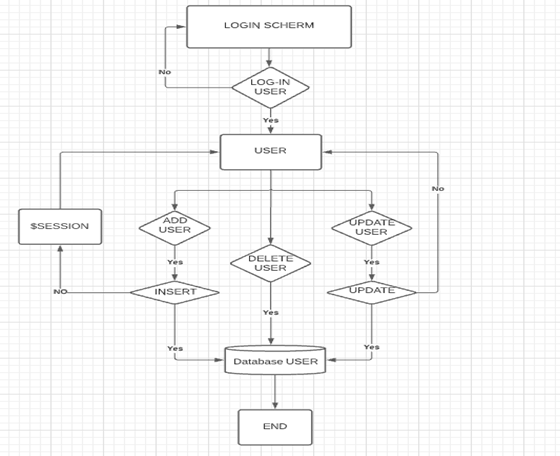 LOGIN SCHERM
No
LOG-IN
USER
Yes
USER
No
$SESSION
ADD
USER
UPDATE
USER
Yes
DELETE
USER
Yes
NO
INSERT
UPDATE
Yes
Yes
Yes
Database USER
END